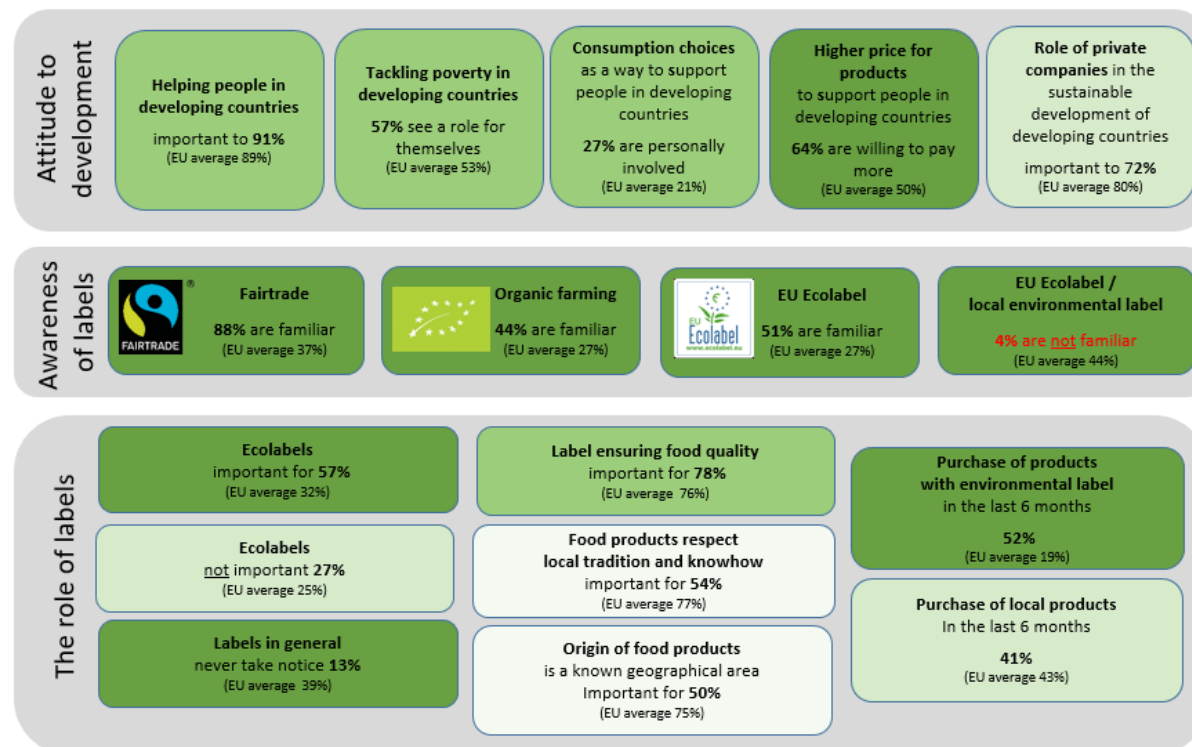 Attitude to
development
Helping people in
developing countries
important to 91%
(EU average 89%)
Tackling poverty in
developing countries
57% see a role for
themselves
(EU average 53%)
Consumption choices
as a way to support
people in developing
countries
27% are personally
involved
(EU average 21%)
Higher price for
products
to support people in
developing countries
64% are willing to pay
more
(EU average 50%)
Role of private
companies in the
sustainable
development of
developing countries
important to 72%
(EU average 80%)
Awareness
of labels
®
FAIRTRADE
Fairtrade
88% are familiar
(EU average 37%)
Organic farming
44% are familiar
(EU average 27%)
EU
Ecolabel
www.ecolabel.eu
EU Ecolabel
51% are familiar
(EU average 27%)
EU Ecolabel /
local environmental label
4% are not familiar
(EU average 44%)
The role of labels
Ecolabels
important for 57%
(EU average 32%)
Ecolabels
not important 27%
(EU average 25%)
Labels in general
never take notice 13%
(EU average 39%)
Label ensuring food quality
important for 78%
(EU average 76%)
Food products respect
local tradition and knowhow
important for 54%
(EU average 77%)
Origin of food products
is a known geographical area
Important for 50%
(EU average 75%)
Purchase of products
with environmental label
in the last 6 months
52%
(EU average 19%)
Purchase of local products
In the last 6 months
41%
(EU average 43%)